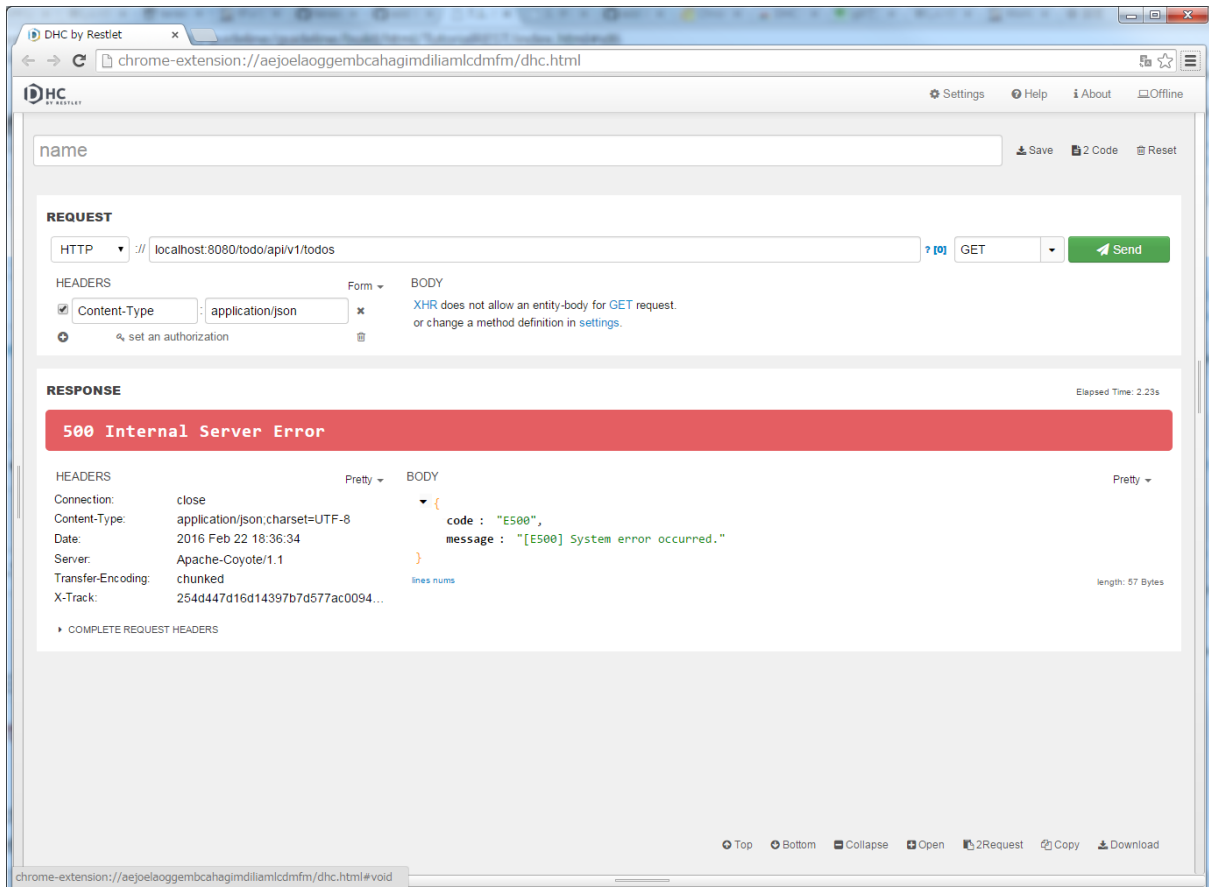 DHC by Restlet
chrome-extension://aejoelaoggembcahagimdiliamlcdmfm/dhc.html
DHC BY RESTLET
Settings Help About Offline
name
Save 2 Code Reset
REQUEST
HTTP :// localhost:8080/todo/api/v1/todos ? [0] GET Send
HEADERS Form BODY
Content-Type : application/json XHR does not allow an entity-body for GET request.
or change a method definition in settings.
set an authorization
RESPONSE Elapsed Time: 2.23s
500 Internal Server Error
HEADERS Pretty BODY Pretty
Connection: close {
Content-Type: application/json;charset=UTF-8 code : "E500",
Date: 2016 Feb 22 18:36:34 message : "[E500] System error occurred."
Server: Apache-Coyote/1.1 }
Transfer-Encoding: chunked lines nums length: 57 Bytes
X-Track: 254d447d16d14397b7d577ac0094...
COMPLETE REQUEST HEADERS
Top Bottom Collapse Open 2Request Copy Download
chrome-extension://aejoelaoggembcahagimdiliamlcdmfm/dhc.html#void